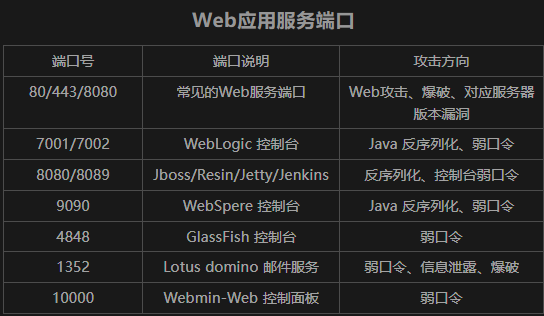 Web应用服务端口
端口号 端口说明 攻击方向
80/443/8080 常见的Web服务端口 Web攻击、爆破、对应服务器
版本漏洞
7001/7002 WebLogic 控制台 Java 反序列化、弱口令
8080/8089 Jboss/Resin/Jetty/Jenkins 反序列化、控制台弱口令
9090 WebSpere 控制台 Java 反序列化、弱口令
4848 GlassFish 控制台 弱口令
1352 Lotus domino 邮件服务 弱口令、信息泄露、爆破
10000 Webmin-Web 控制面板 弱口令